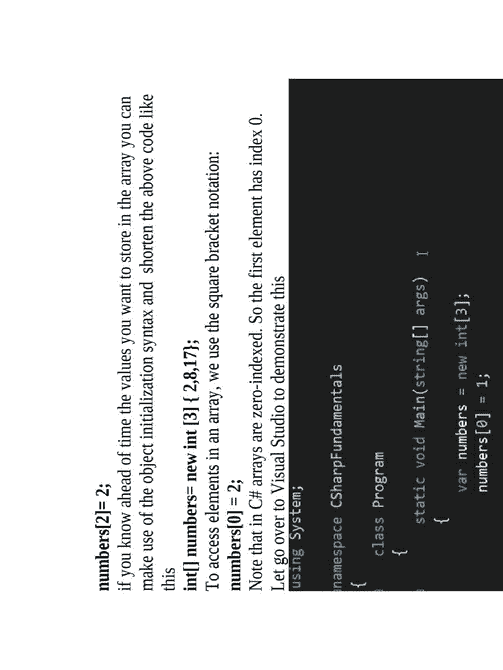 numbers[2]= 2;
if you know ahead of time the values you want to store in the array you can
make use of the object initialization syntax and shorten the above code like
this
int[] numbers= new int [3] { 2,8,17};
To access elements in an array, we use the square bracket notation:
numbers[0] = 2;
Note that in C# arrays are zero-indexed. So the first element has index 0.
Let go over to Visual Studio to demonstrate this
using System;
namespace CSharpFundamentals
{
class Program
{
static void Main(string[] args)
{
var numbers = new int[3];
numbers[0] = 1;